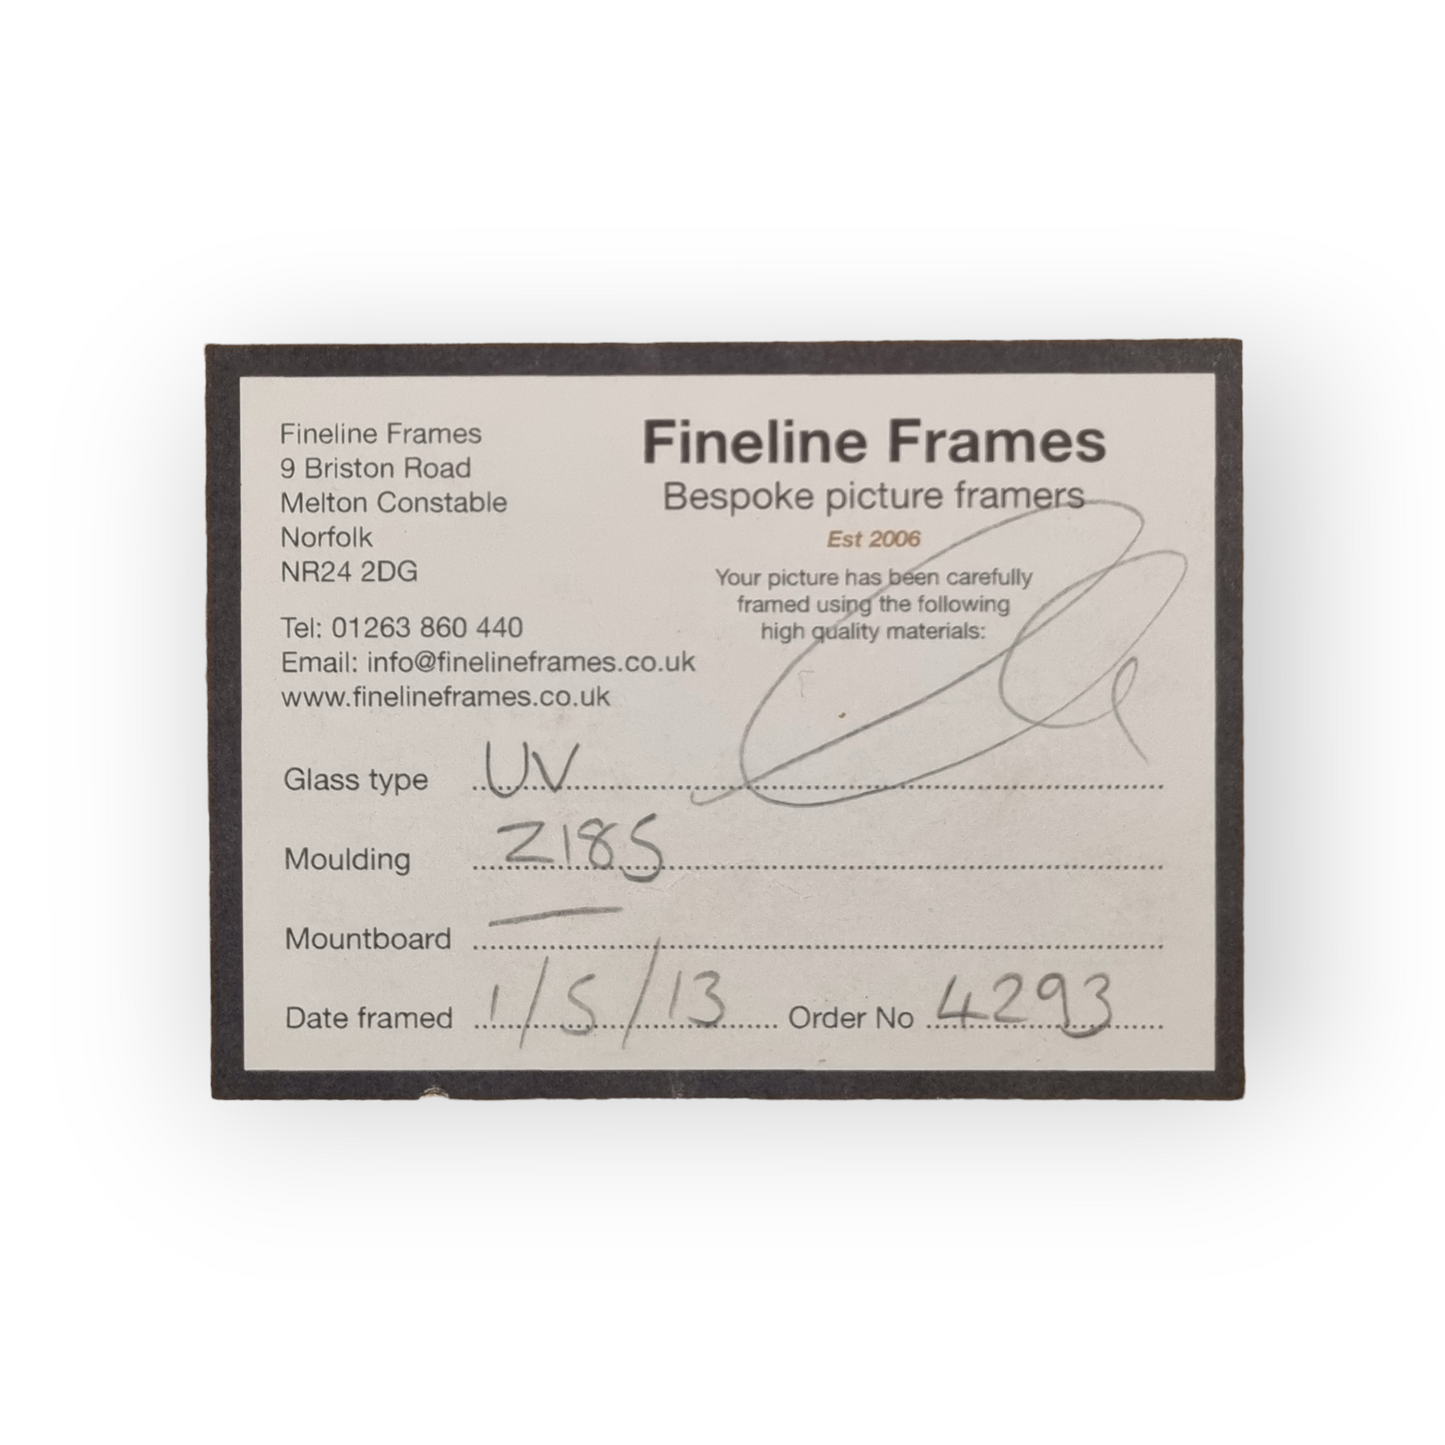 Fineline Frames
9 Briston Road
Melton Constable
Norfolk
NR24 2DG
Tel: 01263 860 440
Email: info@finelineframes.co.uk
www.finelineframes.co.uk
Fineline Frames
Bespoke picture framers
Est 2006
Your picture has been carefully
framed using the following
high quality materials:
Glass type UV
Moulding Z185
Mountboard —
Date framed 1/5/13 Order No 4293